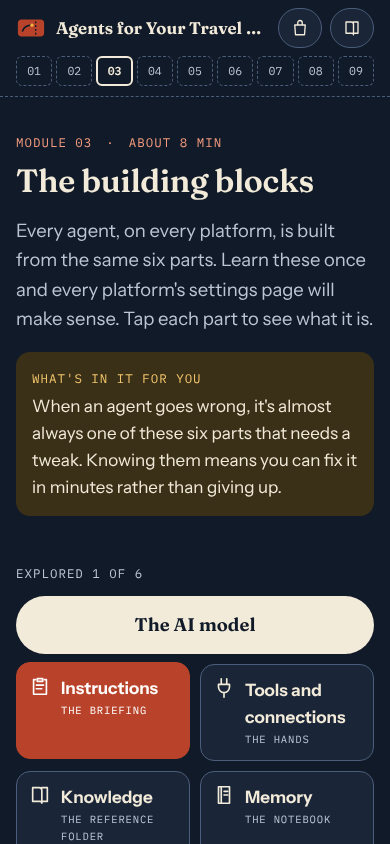 Agents for Your Travel ...
01 02 03 04 05 06 07 08 09
MODULE 03 · ABOUT 8 MIN
The building blocks
Every agent, on every platform, is built
from the same six parts. Learn these once
and every platform's settings page will
make sense. Tap each part to see what it is.
WHAT'S IN IT FOR YOU
When an agent goes wrong, it's almost
always one of these six parts that needs a
tweak. Knowing them means you can fix it
in minutes rather than giving up.
EXPLORED 1 OF 6
The AI model
Instructions
THE BRIEFING
Tools and
connections
THE HANDS
Knowledge
THE REFERENCE
FOLDER
Memory
THE NOTEBOOK